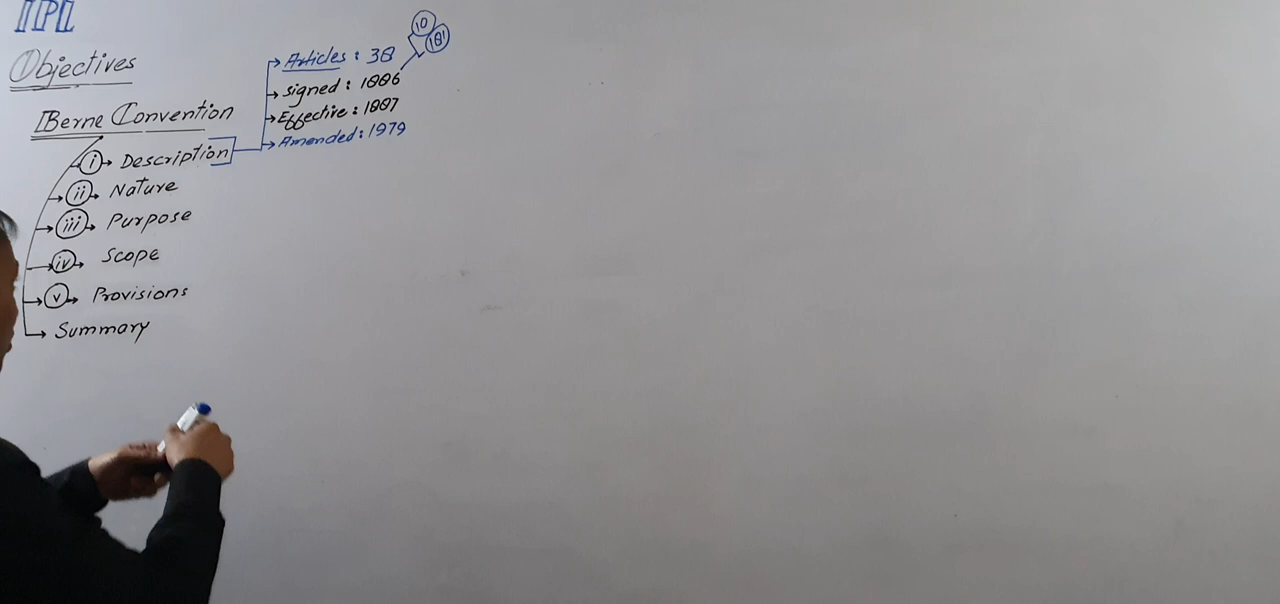 IPL
Objectives
Berne Convention
i Description
ii Nature
iii Purpose
iv Scope
v Provisions
Summary
Articles : 38
signed : 1886
Effective : 1887
Amended : 1979
10
181